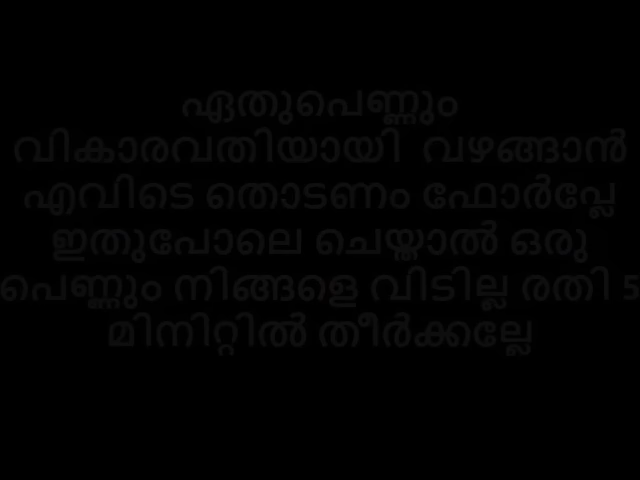 ഏതുപെണ്ണും
വികാരവതിയായി വഴങ്ങാൻ
എവിടെ തൊടണം ഫോർപ്ലേ
ഇതുപോലെ ചെയ്താൽ ഒരു
പെണ്ണും നിങ്ങളെ വിടില്ല രതി 5
മിനിറ്റിൽ തീർക്കല്ലേ